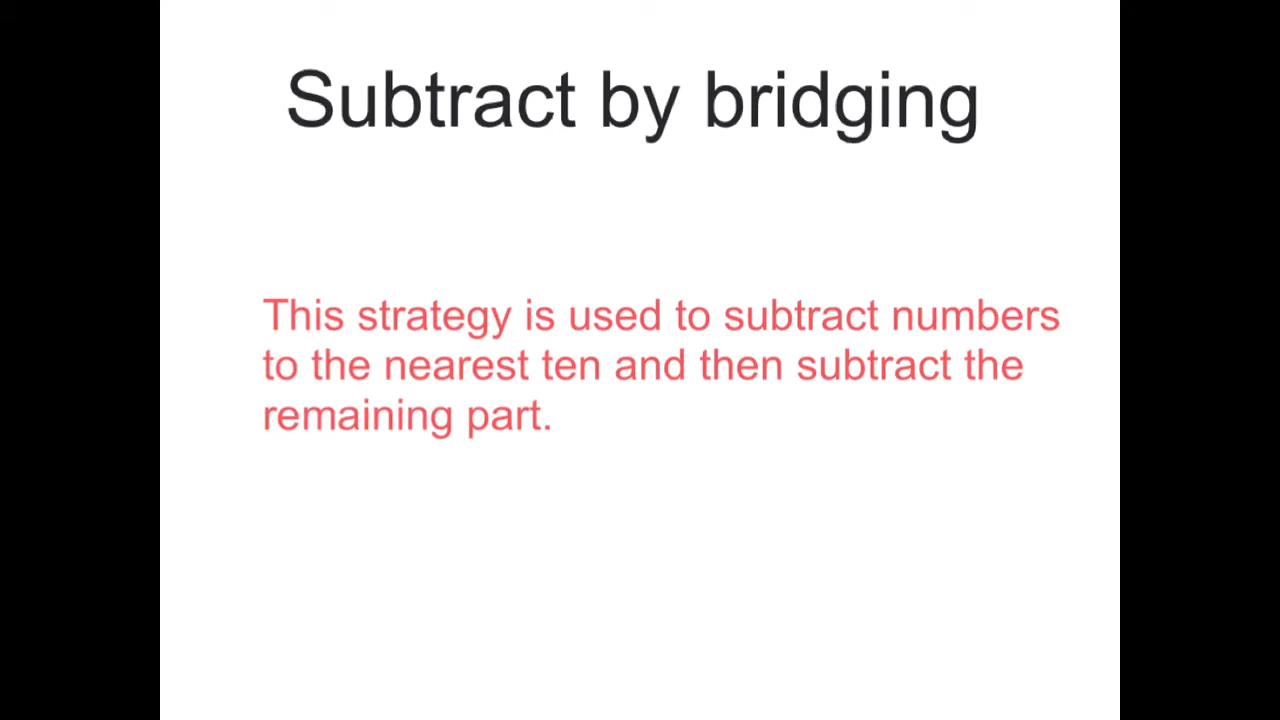 Subtract by bridging
This strategy is used to subtract numbers
to the nearest ten and then subtract the
remaining part.